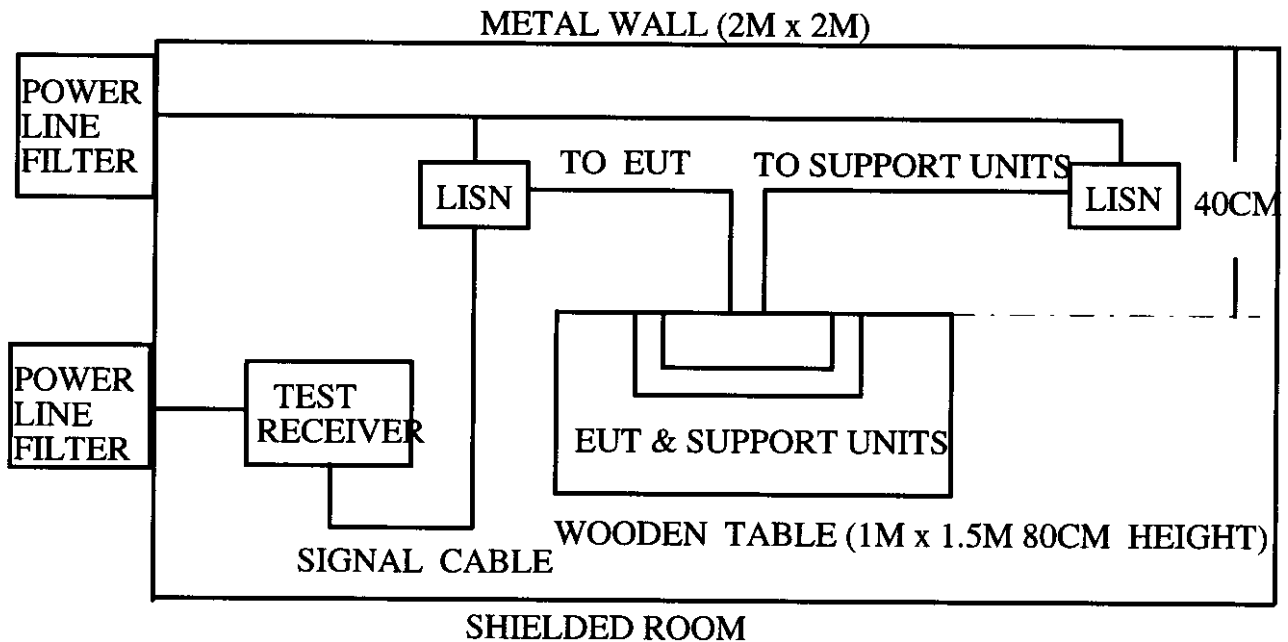 METAL WALL (2M x 2M)
POWER
LINE
FILTER
TO EUT
TO SUPPORT UNITS
LISN
LISN
40CM
POWER
LINE
FILTER
TEST
RECEIVER
EUT & SUPPORT UNITS
WOODEN TABLE (1M x 1.5M 80CM HEIGHT)
SIGNAL CABLE
SHIELDED ROOM